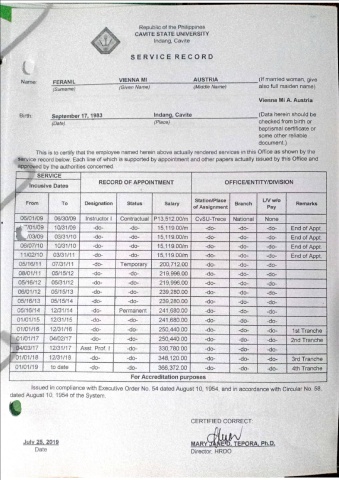 Republic of the Philippines
CAVITE STATE UNIVERSITY
Indang, Cavite
SERVICE RECORD
Name: FERANIL VIENNA MI AUSTRIA (If married women, give
(Surname) (Given Name) (Middle Name) also full maiden name)
Vienna Mi A. Austria
Birth: September 17, 1983 Indang, Cavite (Data herein should be
(Date) (Place) checked from birth or
baptismal certificate or
some other reliable
document.)
This is to certify that the employee named herein above actually rendered services in this Office as shown by the
service record below. Each line of which is supported by appointment and other papers actually issued by this Office and
approved by the authorities concerned.
SERVICE RECORD OF APPOINTMENT OFFICE/ENTITY/DIVISION
Inclusive Dates
From To Designation Status Salary Station/Place of Assignment Branch L/V w/o Pay Remarks
06/01/09 06/30/09 Instructor I Contractual P13,912.00/m CvSU-Trece National None
/01/09 10/31/09 -do- -do- 15,119.00/m -do- -do- -do- End of Appt.
/03/09 03/31/10 -do- -do- 15,119.00/m -do- -do- -do- End of Appt.
06/07/10 10/31/10 -do- -do- 15,119.00/m -do- -do- -do- End of Appt.
11/02/10 03/31/11 -do- -do- 15,119.00/m -do- -do- -do- End of Appt.
05/16/11 07/31/11 -do- Temporary 200,712.00 -do- -do- -do-
08/01/11 05/15/12 -do- -do- 219,996.00 -do- -do- -do-
05/16/12 05/31/12 -do- -do- 219,996.00 -do- -do- -do-
06/01/12 05/15/13 -do- -do- 239,280.00 -do- -do- -do-
05/16/13 05/15/14 -do- -do- 239,280.00 -do- -do- -do-
05/16/14 12/31/14 -do- Permanent 241,680.00 -do- -do- -do-
01/01/15 12/31/15 -do- -do- 241,680.00 -do- -do- -do-
01/01/16 12/31/16 -do- -do- 250,440.00 -do- -do- -do- 1st Tranche
01/01/17 04/02/17 -do- -do- 250,440.00 -do- -do- -do- 2nd Tranche
04/03/17 12/31/17 Asst. Prof. I -do- 330,780.00 -do- -do- -do-
01/01/18 12/31/18 -do- -do- 348,120.00 -do- -do- -do- 3rd Tranche
01/01/19 to date -do- -do- 366,372.00 -do- -do- -do- 4th Tranche
Per Accreditation purposes
Issued in compliance with Executive Order No. 54 dated August 10, 1954, and in accordance with Circular No. 58
dated August 10, 1954 of the System.
CERTIFIED CORRECT:
July 25, 2019 MARY JANE D. TEPORA, Ph.D.
Date Director, HRDO